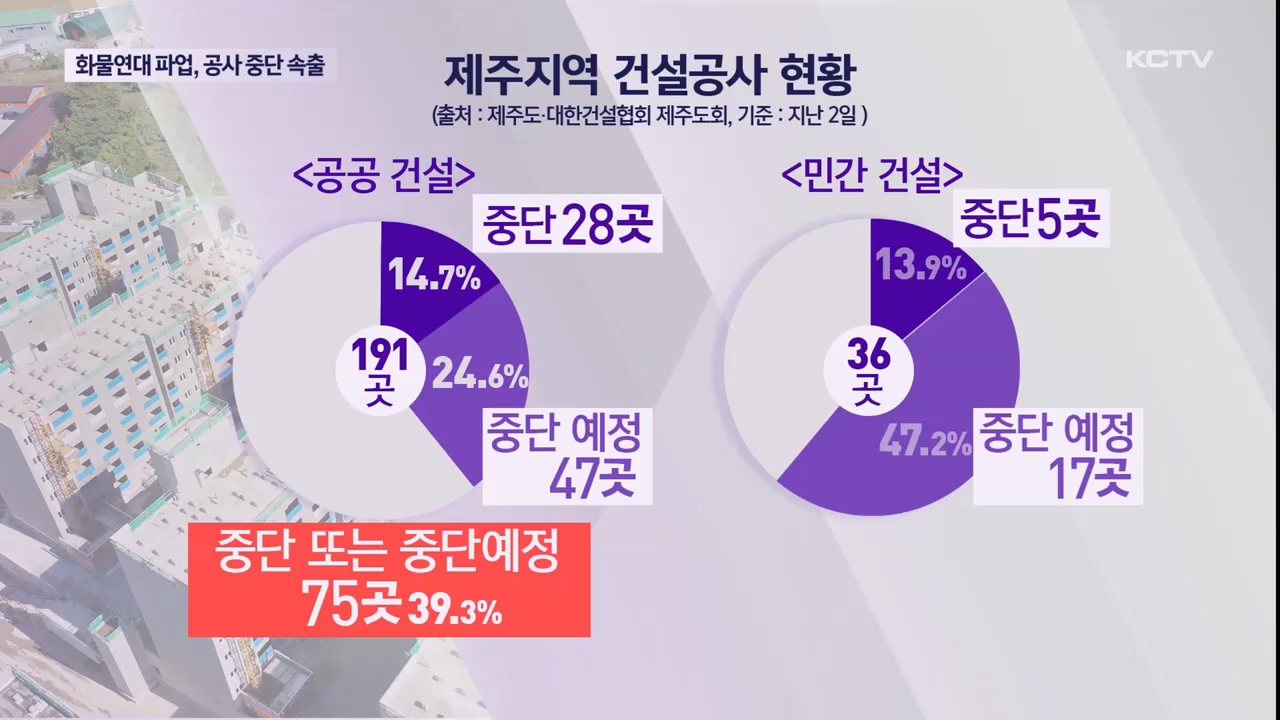 화물연대 파업, 공사 중단 속출
KCTV
제주지역 건설공사 현황
(출처 : 제주도·대한건설협회 제주도회, 기준 : 지난 2일 )
<공공 건설>
중단 28곳
14.7%
191
곳
24.6%
중단 예정
47곳
중단 또는 중단예정
75곳 39.3%
<민간 건설>
중단 5곳
13.9%
36
곳
47.2%
중단 예정
17곳